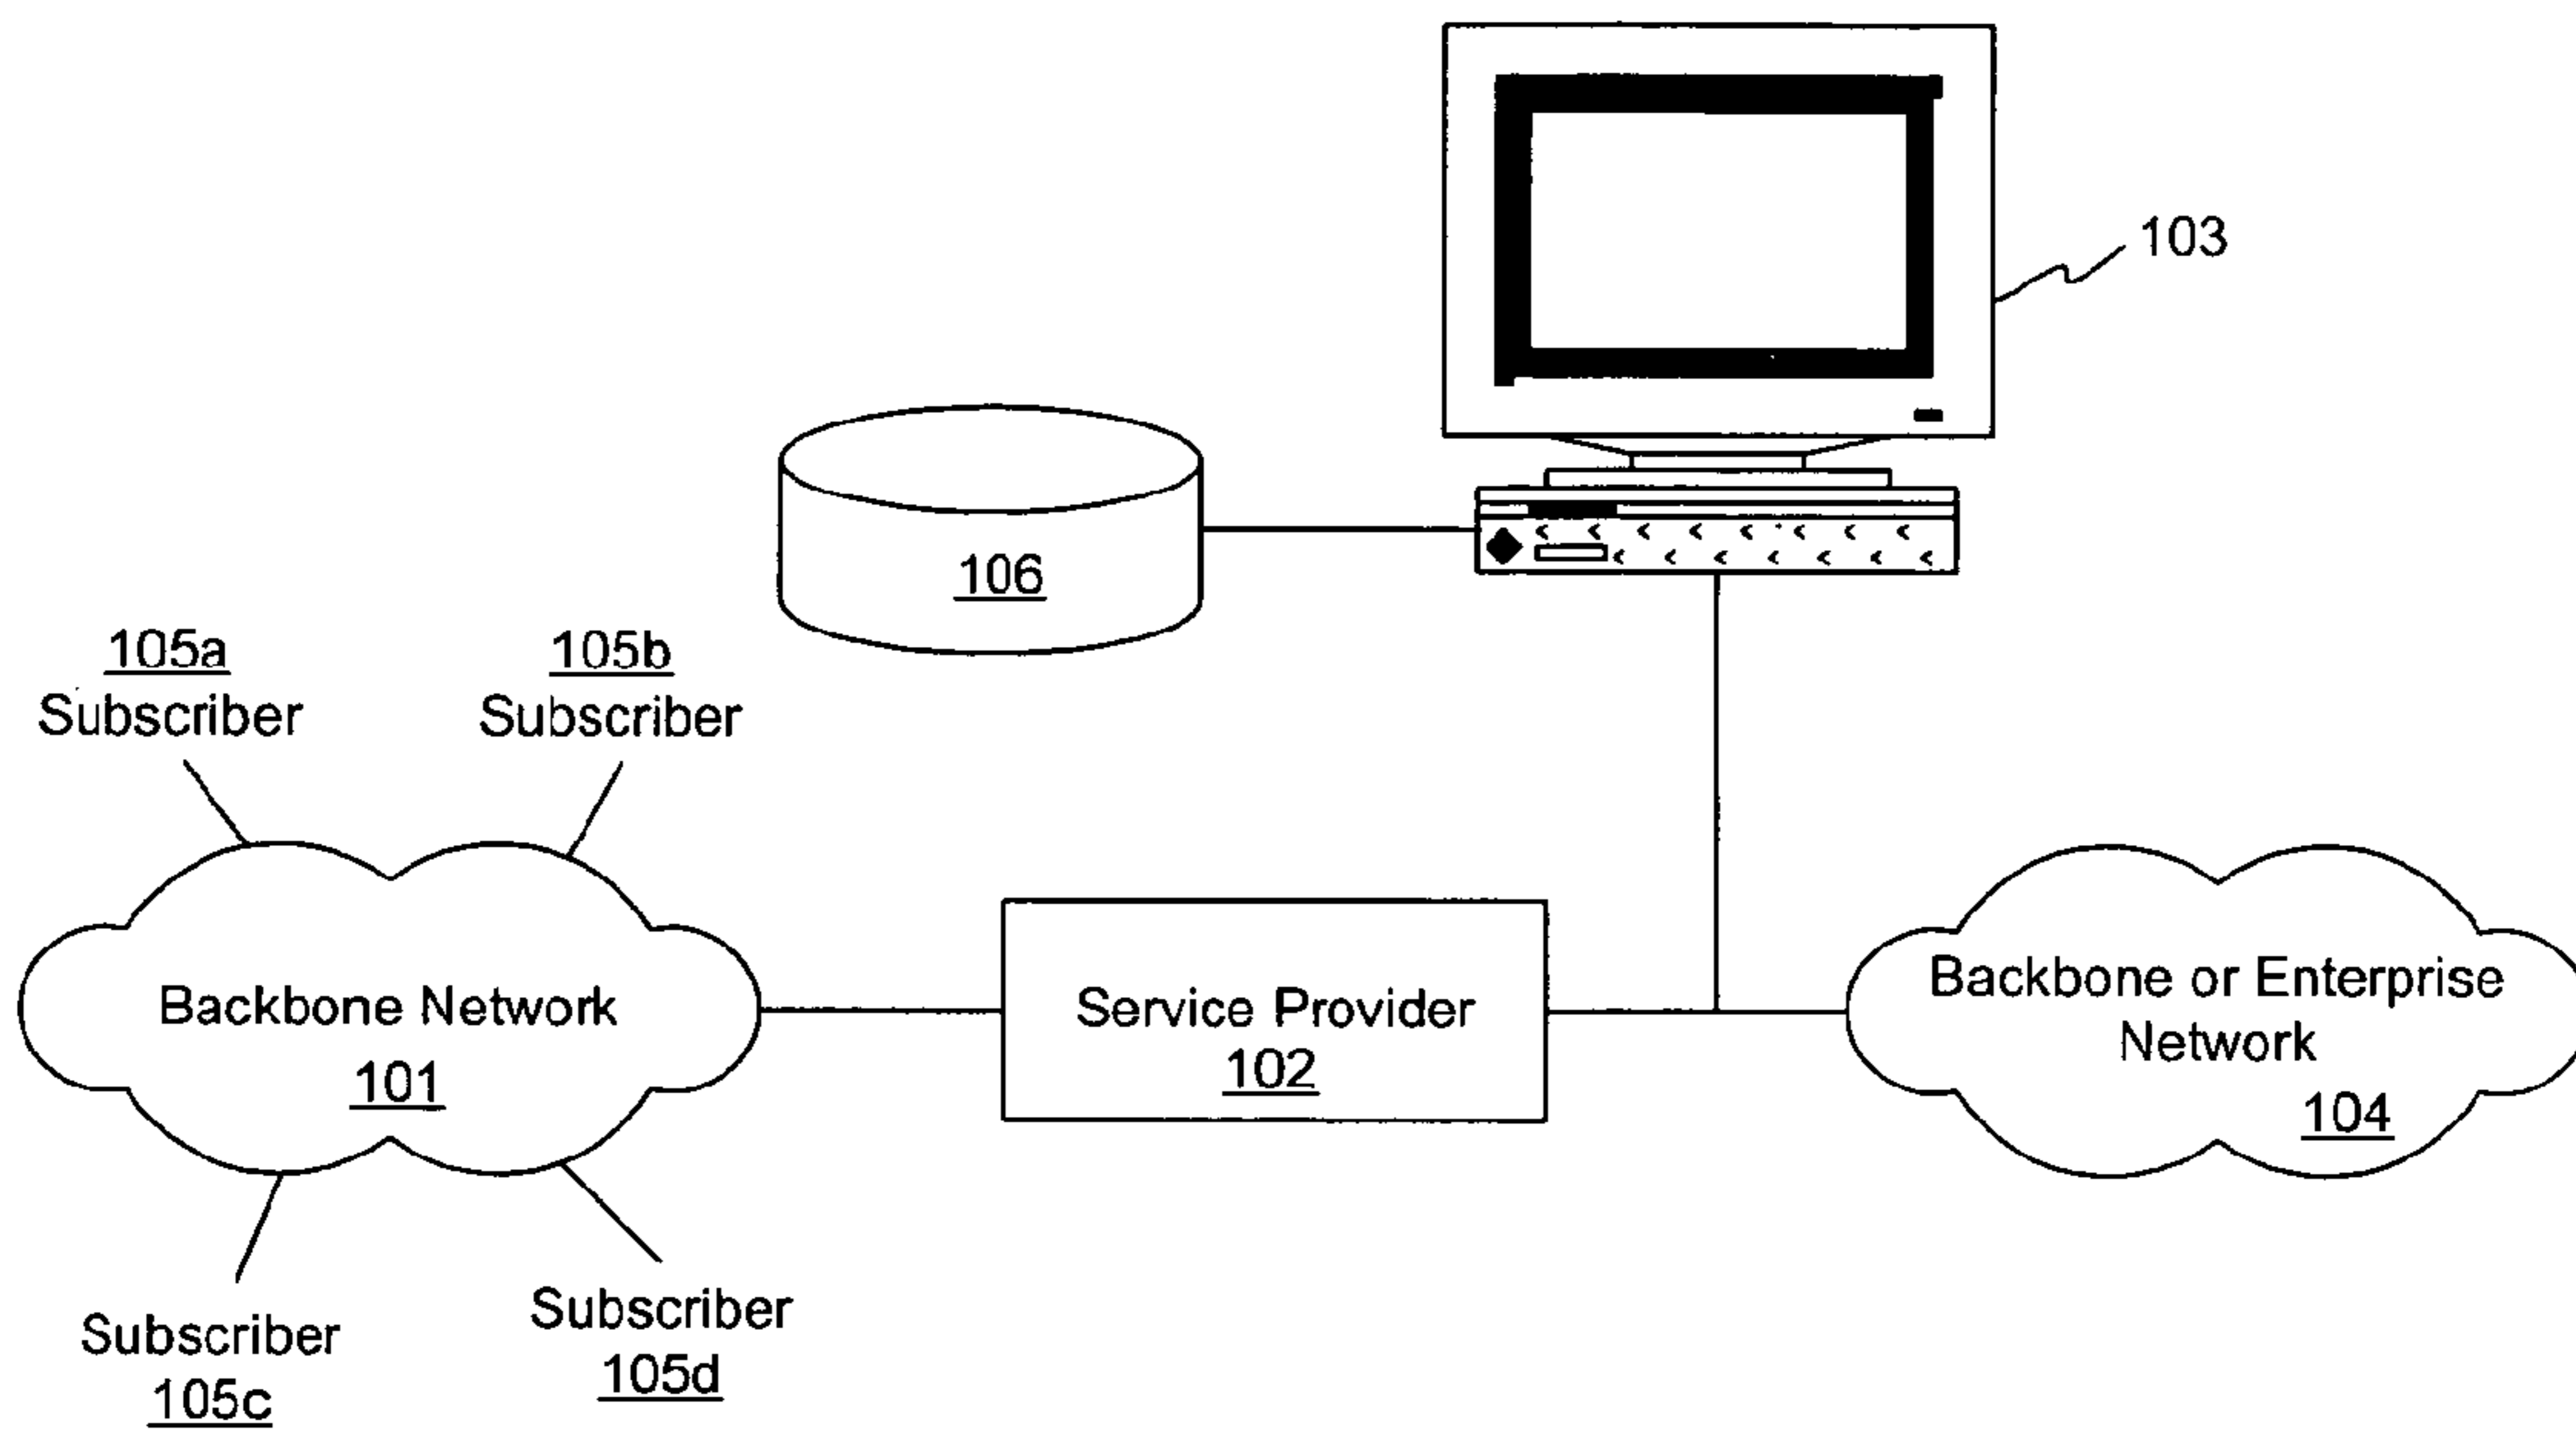 103
106
105a
Subscriber
105b
Subscriber
Backbone Network
101
Service Provider
102
Backbone or Enterprise
Network
104
Subscriber
105c
Subscriber
105d